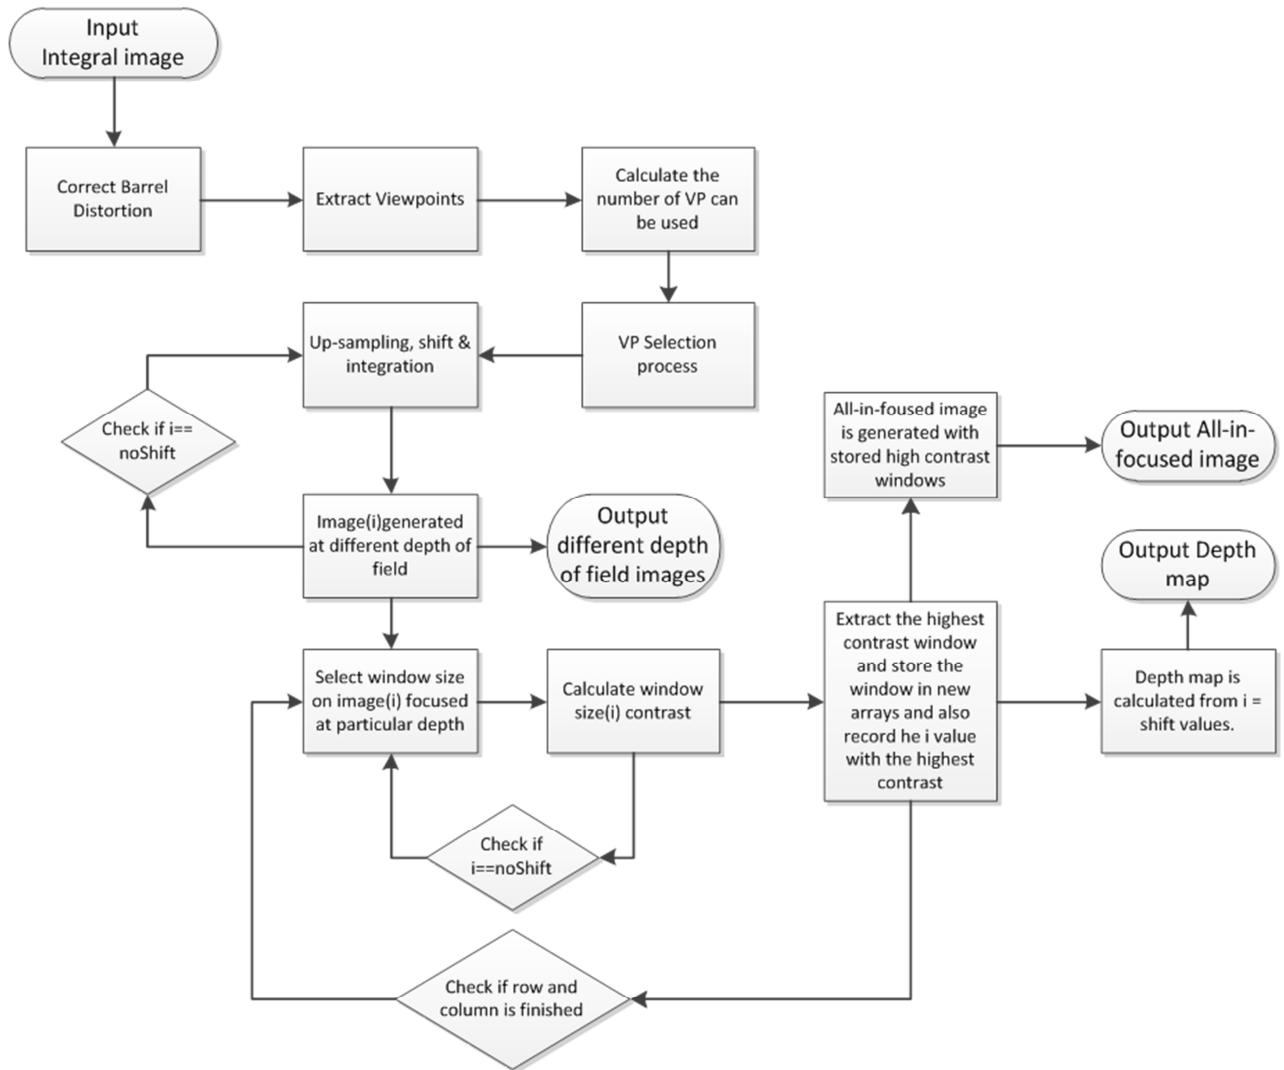 Input
Integral image
Correct Barrel
Distortion
Extract Viewpoints
Calculate the
number of VP can
be used
Up-sampling, shift &
integration
VP Selection
process
Check if i==
noShift
Image(i)generated
at different depth of
field
Output
different depth
of field images
All-in-foused image
is generated with
stored high contrast
windows
Output All-in-
focused image
Output Depth
map
Select window size
on image(i) focused
at particular depth
Calculate window
size(i) contrast
Extract the highest
contrast window
and store the
window in new
arrays and also
record he i value
with the highest
contrast
Depth map is
calculated from i =
shift values.
Check if
i==noShift
Check if row and
column is finished